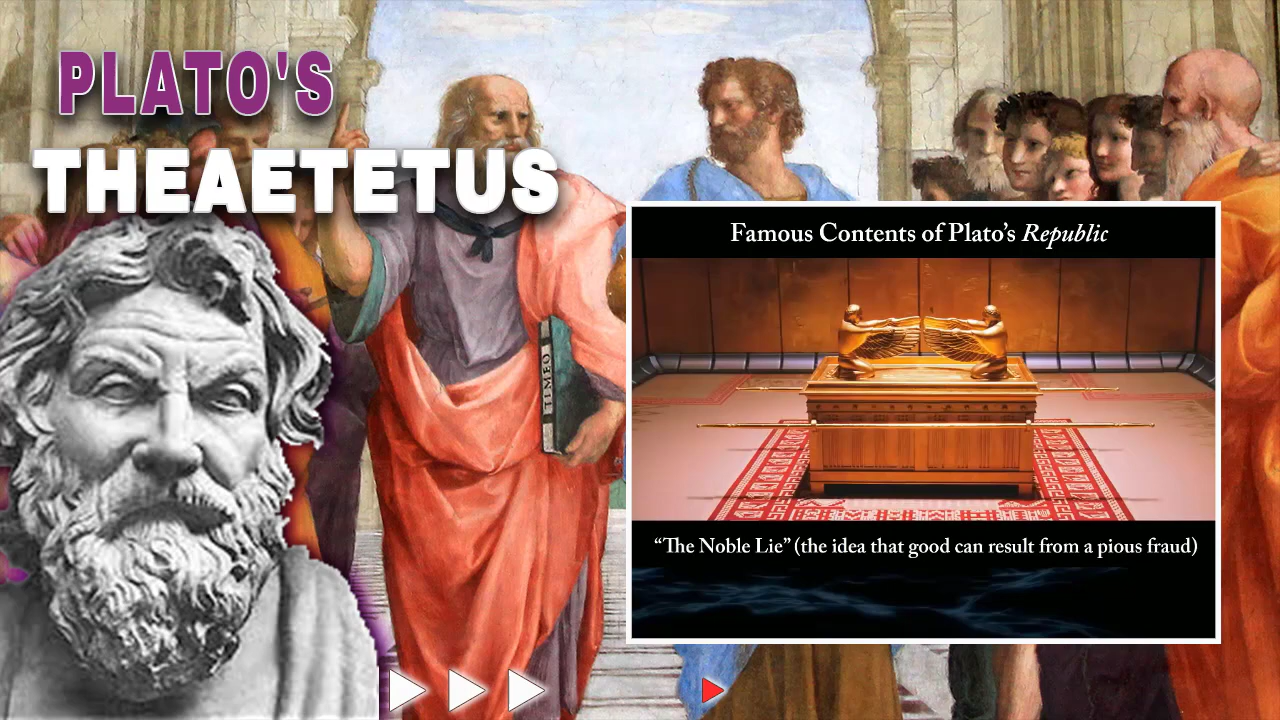 PLATO'S
THEAETETUS
TIMEO
Famous Contents of Plato’s Republic
“The Noble Lie” (the idea that good can result from a pious fraud)